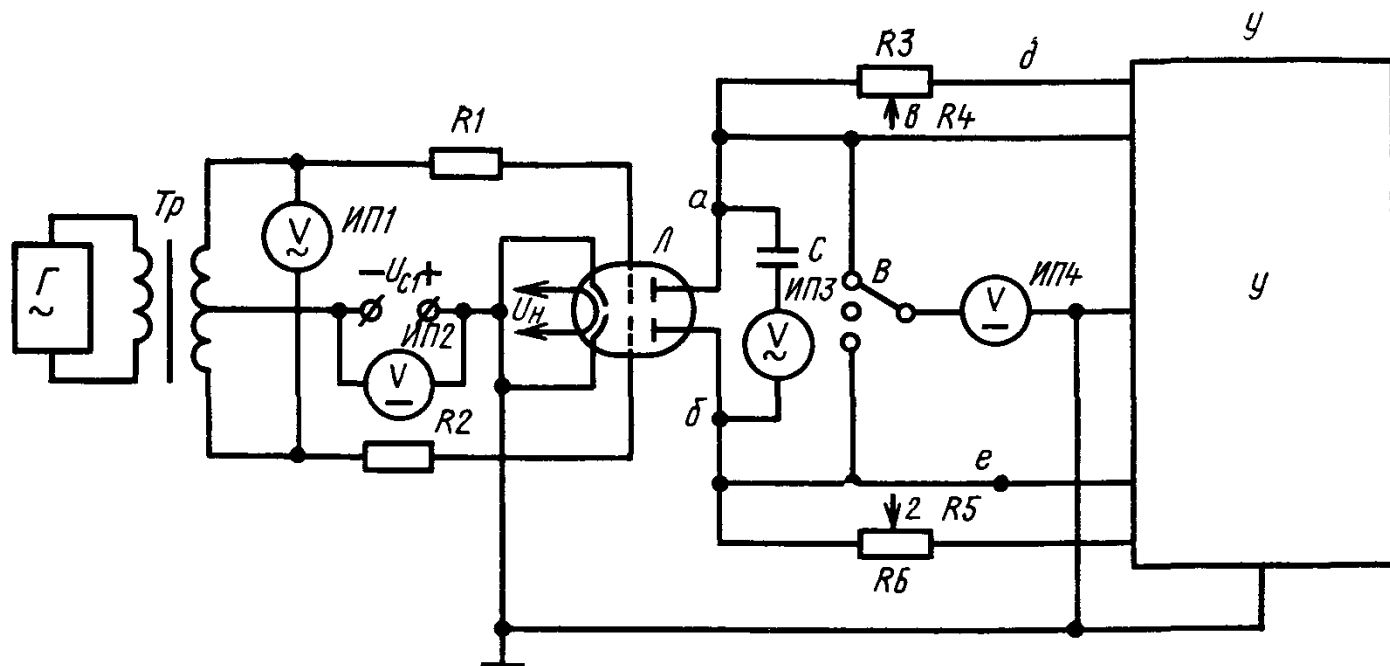 У
R3
д
в
R4
R1
Тр
ИП1
а
Л
С
В
ИП4
Г
~
V
~
−Uс1+
Uн
ИП2
ИП3
V
−
У
V
−
V
~
R2
б
е
2
R5
R6